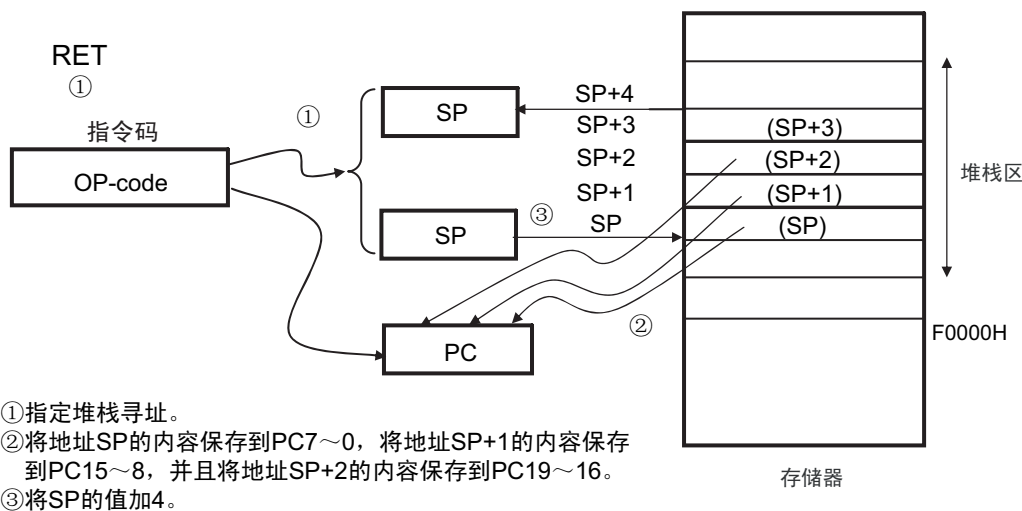 RET
①
指令码
OP-code
①
SP
SP
③
PC
②
SP+4
SP+3
SP+2
SP+1
SP
(SP+3)
(SP+2)
(SP+1)
(SP)
堆栈区
F0000H
存储器
①指定堆栈寻址。
②将地址SP的内容保存到PC7～0，将地址SP+1的内容保存
到PC15～8，并且将地址SP+2的内容保存到PC19～16。
③将SP的值加4。